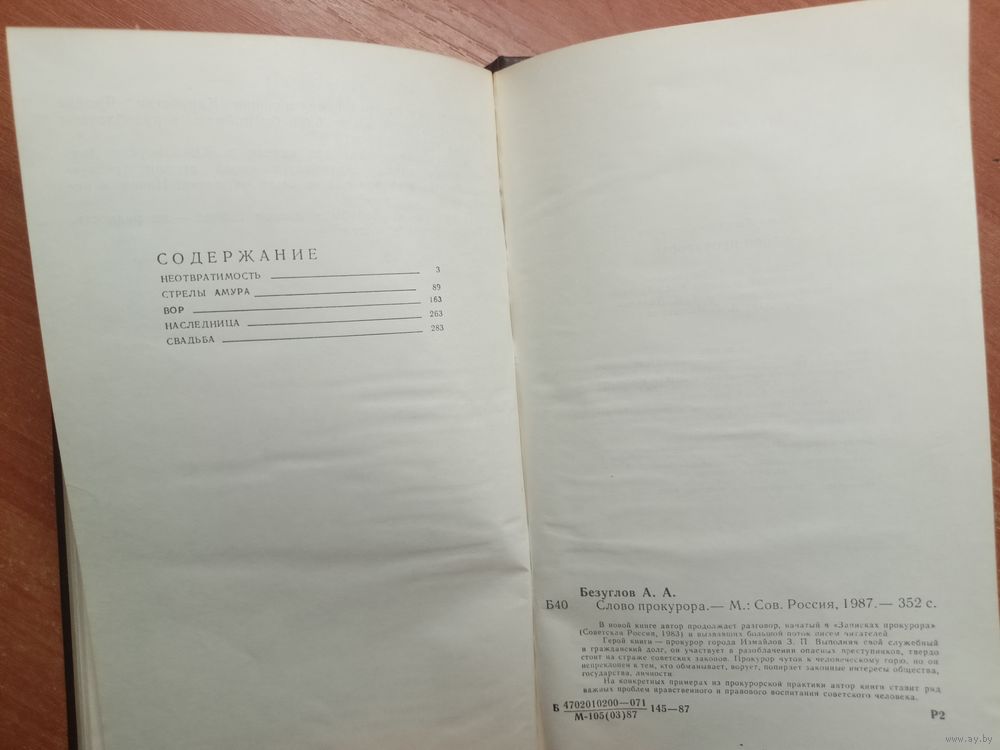 СОДЕРЖАНИЕ
НЕОТВРАТИМОСТЬ 3
СТРЕЛЫ АМУРА 89
ВОР 163
НАСЛЕДНИЦА 263
СВАДЬБА 283
Безуглов А. А.
Б40 Слово прокурора.— М.: Сов. Россия, 1987.— 352 с.
В новой книге автор продолжает разговор, начатый в «Записках прокурора»
(Советская Россия, 1983) и вызвавших большой поток писем читателей.
Герой книги — прокурор города Измайлов З. П. Выполняя свой служебный
и гражданский долг, он участвует в разоблачении опасных преступников, твердо
стоит на страже советских законов. Прокурор чуток к человеческому горю, но он
непреклонен к тем, кто обманывает, ворует, попирает законные интересы общества,
государства, личности.
На конкретных примерах из прокурорской практики автор книги ставит ряд
важных проблем нравственного и правового воспитания советского человека.
Б 4702010200—071
М-105(03)87 145—87
Р2
www.ay.by